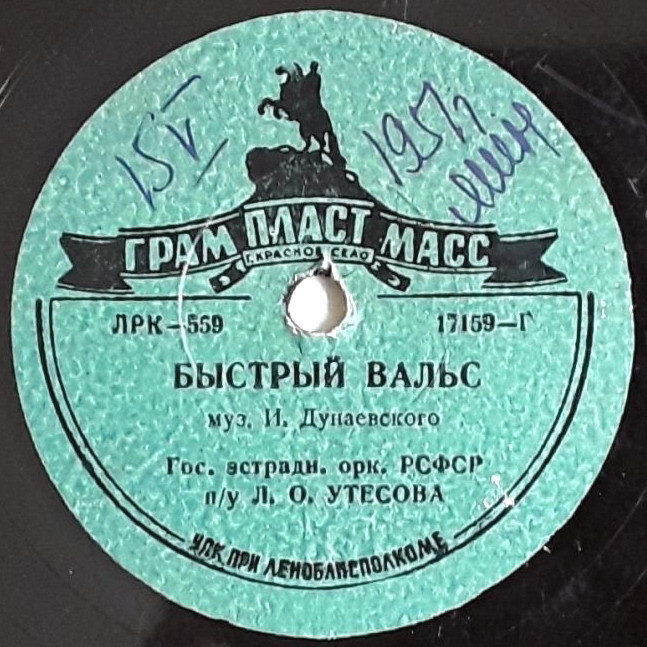 15 V
1957 г
ГРАМ ПЛАСТ МАСС
Г. КРАСНОЕ СЕЛО
ЛРК–559
17159–Г
БЫСТРЫЙ ВАЛЬС
муз. И. Дунаевского
Гос. эстрадн. орк. РСФСР
п/у Л. О. УТЕСОВА
УПК ПРИ ЛЕНОБЛИСПОЛКОМЕ